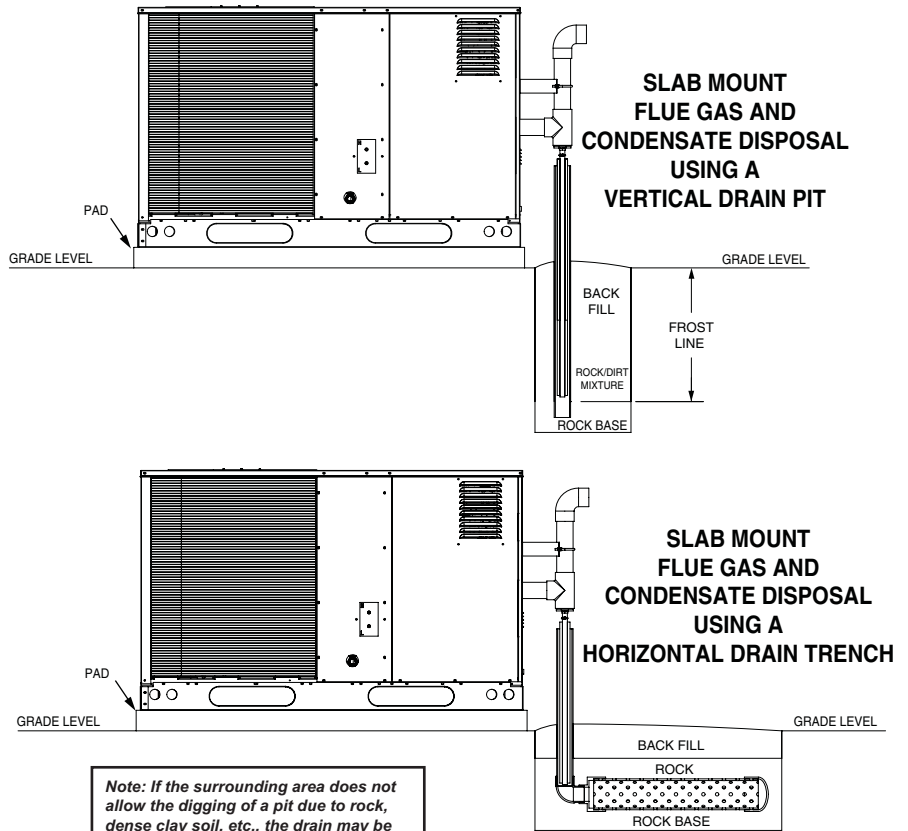 SLAB MOUNT
FLUE GAS AND
CONDENSATE DISPOSAL
USING A
VERTICAL DRAIN PIT
PAD
GRADE LEVEL
GRADE LEVEL
BACK
FILL
FROST
LINE
ROCK/DIRT
MIXTURE
ROCK BASE
SLAB MOUNT
FLUE GAS AND
CONDENSATE DISPOSAL
USING A
HORIZONTAL DRAIN TRENCH
PAD
GRADE LEVEL
GRADE LEVEL
BACK FILL
ROCK
ROCK BASE
Note: If the surrounding area does not
allow the digging of a pit due to rock,
dense clay soil, etc., the drain may be